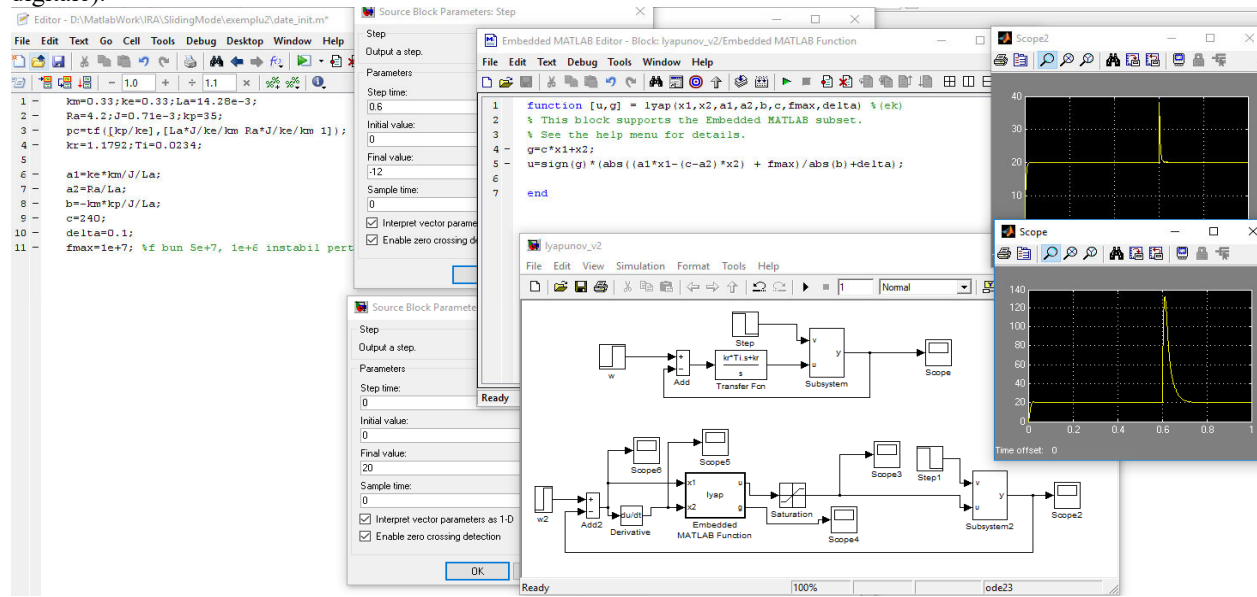 digitale).
Editor - D:\MatlabWork\IRA\SlidingMode\exemplu2\date_init.m*
File Edit Text Go Cell Tools Debug Desktop Window Help
- 1.0 + ÷ 1.1 ×
1 - km=0.33;ke=0.33;La=14.28e-3;
2 - Ra=4.2;J=0.71e-3;kp=35;
3 - pc=tf([kp/ke],[La*J/ke/km Ra*J/ke/km 1]);
4 - kr=1.1792;Ti=0.0234;
5
6 - a1=ke*km/J/La;
7 - a2=Ra/La;
8 - b=-km*kp/J/La;
9 - c=240;
10 - delta=0.1;
11 - fmax=1e+7; %f bun 5e+7, 1e+6 instabil pert
Source Block Parameters: Step
Step
Output a step.
Parameters
Step time:
0.6
Initial value:
0
Final value:
-12
Sample time:
0
Interpret vector parame
Enable zero crossing de
Source Block Paramete
Step
Output a step.
Parameters
Step time:
0
Initial value:
0
Final value:
20
Sample time:
0
Interpret vector parameters as 1-D
Enable zero crossing detection
OK
Embedded MATLAB Editor - Block: lyapunov_v2/Embedded MATLAB Function
File Edit Text Debug Tools Window Help
1 function [u,g] = lyap(x1,x2,a1,a2,b,c,fmax,delta) %(ek)
2 % This block supports the Embedded MATLAB subset.
3 % See the help menu for details.
4 - g=c*x1+x2;
5 - u=sign(g)*(abs((a1*x1-(c-a2)*x2) + fmax)/abs(b)+delta);
6
7 end
Ready
lyapunov_v2
File Edit View Simulation Format Tools Help
1 Normal
Step
w
Add
kr*Ti.s+kr
s
Transfer Fcn
v
u
y
Subsystem
Scope
Scope6
Scope5
w2
Add2
du/dt
Derivative
x1
x2
lyap
u
g
Embedded
MATLAB Function
Saturation
Scope3
Scope4
Step1
v
u
y
Subsystem2
Scope2
Ready 100% ode23
Scope2
40
30
20
10
Scope
140
120
100
80
60
40
20
0
0 0.2 0.4 0.6 0.8 1
Time offset: 0